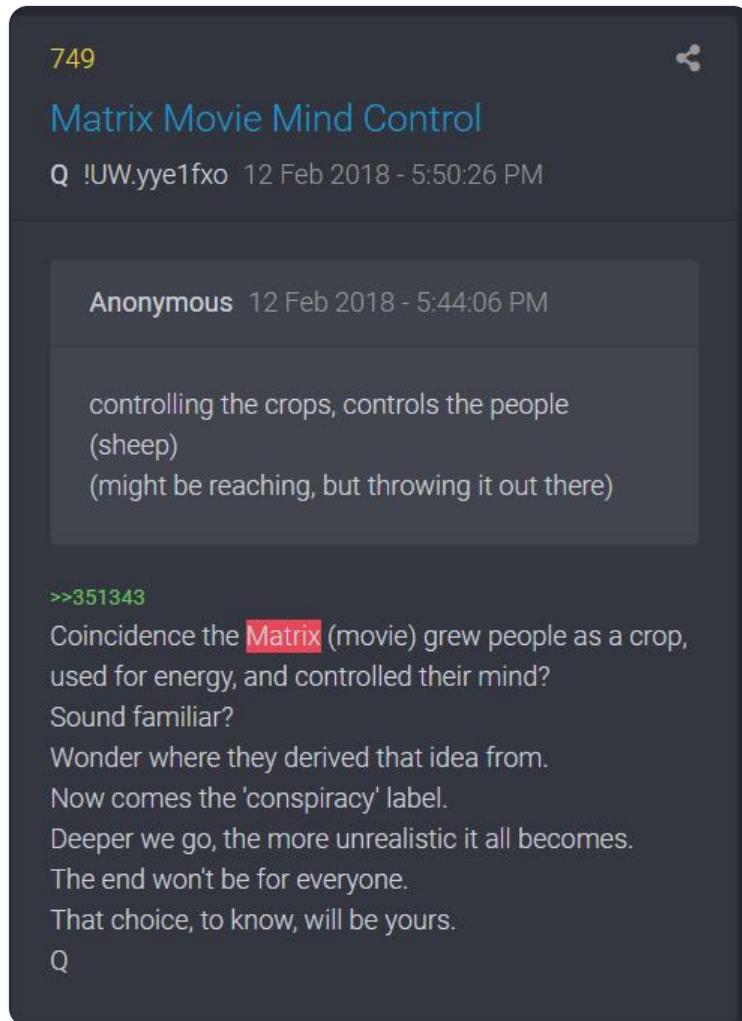 749
Matrix Movie Mind Control
Q !UW.yye1fxo 12 Feb 2018 - 5:50:26 PM
Anonymous 12 Feb 2018 - 5:44:06 PM
controlling the crops, controls the people
(sheep)
(might be reaching, but throwing it out there)
>>351343
Coincidence the Matrix (movie) grew people as a crop,
used for energy, and controlled their mind?
Sound familiar?
Wonder where they derived that idea from.
Now comes the 'conspiracy' label.
Deeper we go, the more unrealistic it all becomes.
The end won't be for everyone.
That choice, to know, will be yours.
Q